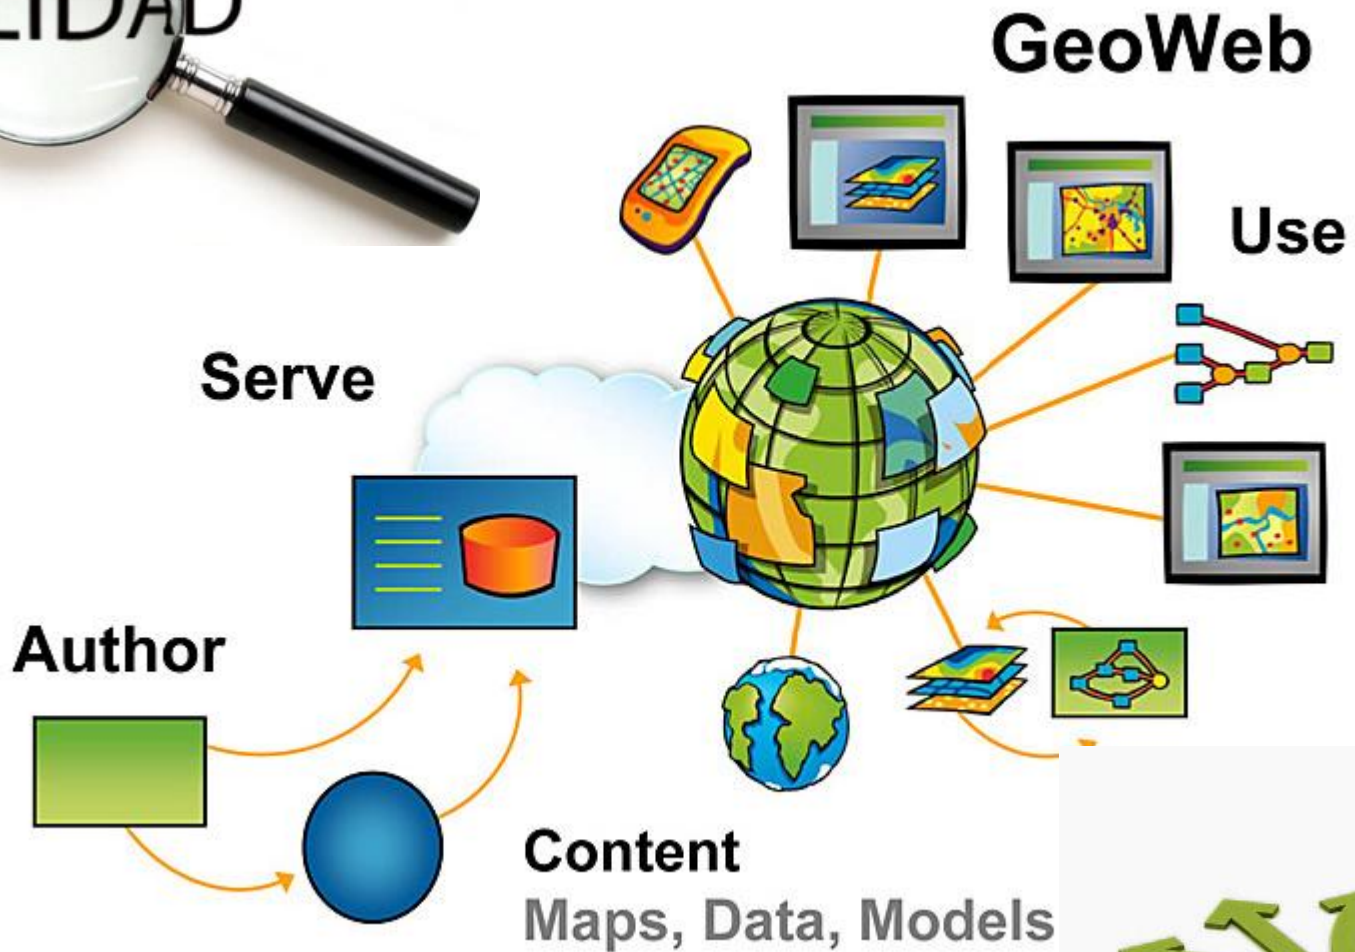 LIDAD
GeoWeb
Use
Serve
Author
Content
Maps, Data, Models